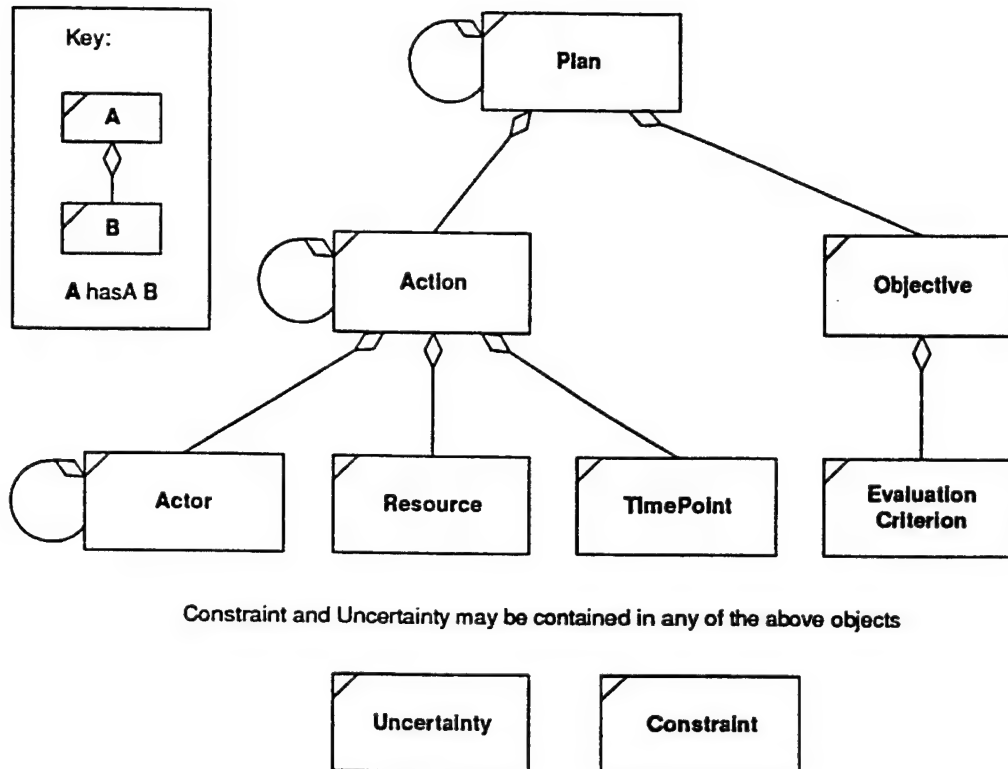 Key:
A
B
A hasA B
Plan
Action
Objective
Actor
Resource
TimePoint
Evaluation
Criterion
Constraint and Uncertainty may be contained in any of the above objects
Uncertainty
Constraint